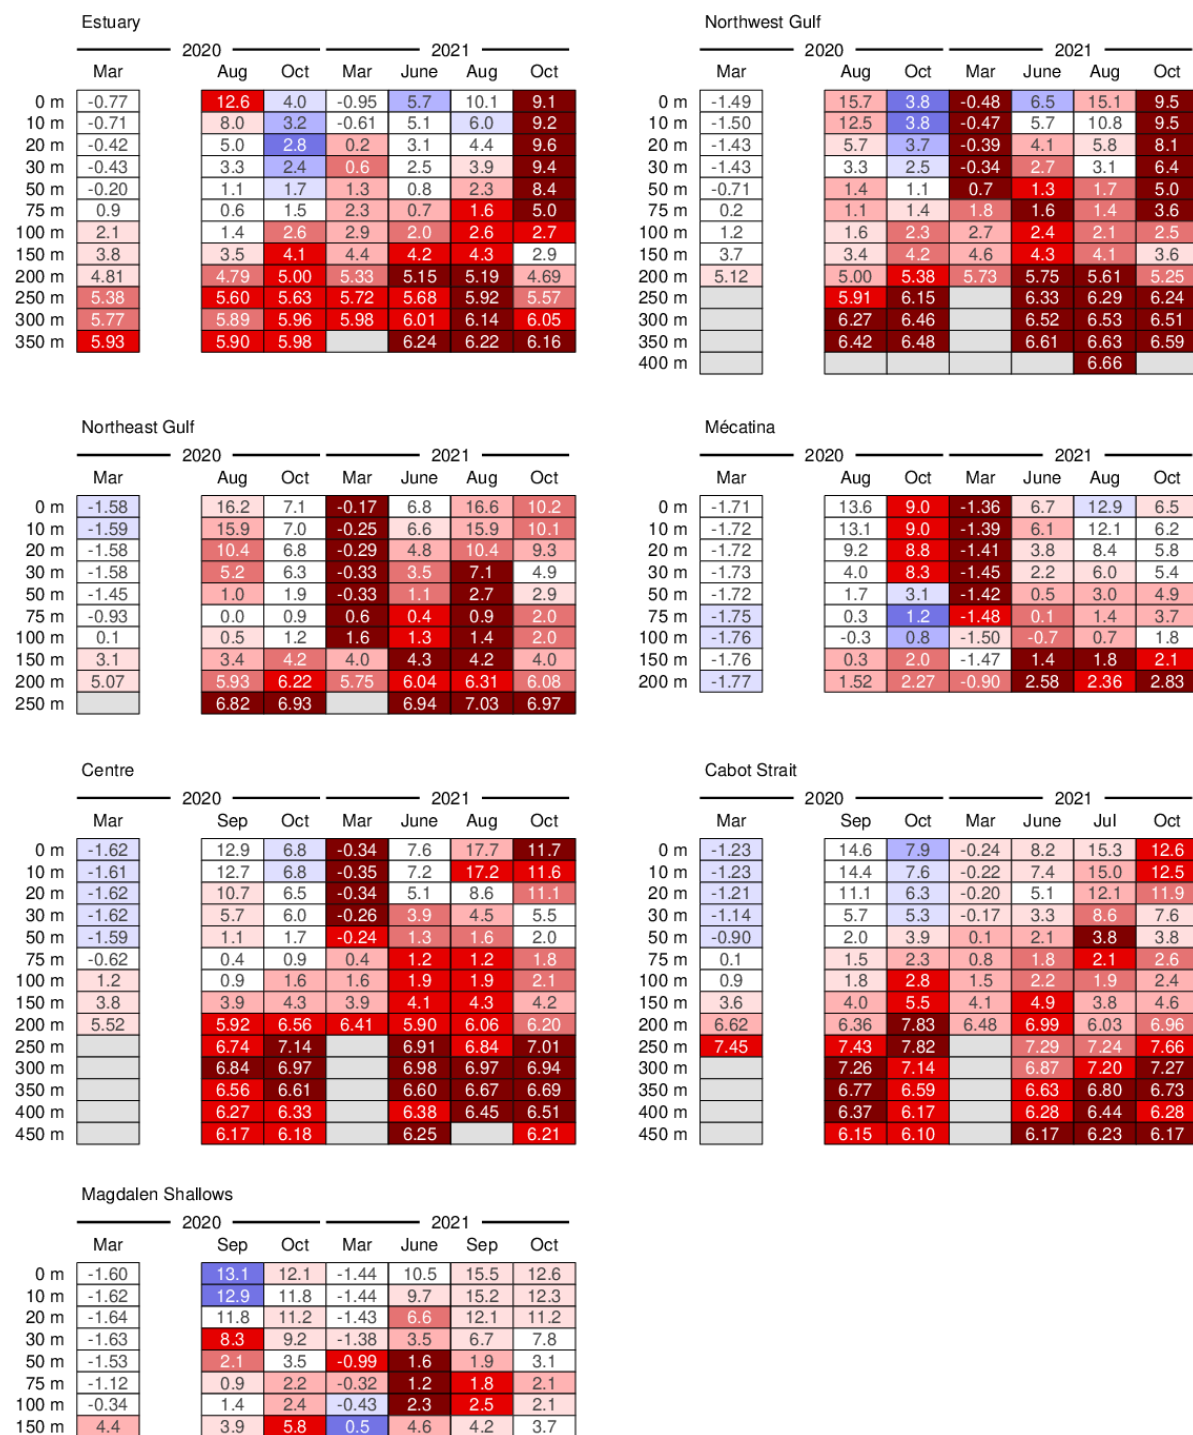 Estuary
2020 2021
Mar Aug Oct Mar June Aug Oct
0 m -0.77 12.6 4.0 -0.95 5.7 10.1 9.1
10 m -0.71 8.0 3.2 -0.61 5.1 6.0 9.2
20 m -0.42 5.0 2.8 0.2 3.1 4.4 9.6
30 m -0.43 3.3 2.4 0.6 2.5 3.9 9.4
50 m -0.20 1.1 1.7 1.3 0.8 2.3 8.4
75 m 0.9 0.6 1.5 2.3 0.7 1.6 5.0
100 m 2.1 1.4 2.6 2.9 2.0 2.6 2.7
150 m 3.8 3.5 4.1 4.4 4.2 4.3 2.9
200 m 4.81 4.79 5.00 5.33 5.15 5.19 4.69
250 m 5.38 5.60 5.63 5.72 5.68 5.92 5.57
300 m 5.77 5.89 5.96 5.98 6.01 6.14 6.05
350 m 5.93 5.90 5.98 6.24 6.22 6.16
Northwest Gulf
2020 2021
Mar Aug Oct Mar June Aug Oct
0 m -1.49 15.7 3.8 -0.48 6.5 15.1 9.5
10 m -1.50 12.5 3.8 -0.47 5.7 10.8 9.5
20 m -1.43 5.7 3.7 -0.39 4.1 5.8 8.1
30 m -1.43 3.3 2.5 -0.34 2.7 3.1 6.4
50 m -0.71 1.4 1.1 0.7 1.3 1.7 5.0
75 m 0.2 1.1 1.4 1.8 1.6 1.4 3.6
100 m 1.2 1.6 2.3 2.7 2.4 2.1 2.5
150 m 3.7 3.4 4.2 4.6 4.3 4.1 3.6
200 m 5.12 5.00 5.38 5.73 5.75 5.61 5.25
250 m 5.91 6.15 6.33 6.29 6.24
300 m 6.27 6.46 6.52 6.53 6.51
350 m 6.42 6.48 6.61 6.63 6.59
400 m 6.66
Northeast Gulf
2020 2021
Mar Aug Oct Mar June Aug Oct
0 m -1.58 16.2 7.1 -0.17 6.8 16.6 10.2
10 m -1.59 15.9 7.0 -0.25 6.6 15.9 10.1
20 m -1.58 10.4 6.8 -0.29 4.8 10.4 9.3
30 m -1.58 5.2 6.3 -0.33 3.5 7.1 4.9
50 m -1.45 1.0 1.9 -0.33 1.1 2.7 2.9
75 m -0.93 0.0 0.9 0.6 0.4 0.9 2.0
100 m 0.1 0.5 1.2 1.6 1.3 1.4 2.0
150 m 3.1 3.4 4.2 4.0 4.3 4.2 4.0
200 m 5.07 5.93 6.22 5.75 6.04 6.31 6.08
250 m 6.82 6.93 6.94 7.03 6.97
Mécatina
2020 2021
Mar Aug Oct Mar June Aug Oct
0 m -1.71 13.6 9.0 -1.36 6.7 12.9 6.5
10 m -1.72 13.1 9.0 -1.39 6.1 12.1 6.2
20 m -1.72 9.2 8.8 -1.41 3.8 8.4 5.8
30 m -1.73 4.0 8.3 -1.45 2.2 6.0 5.4
50 m -1.72 1.7 3.1 -1.42 0.5 3.0 4.9
75 m -1.75 0.3 1.2 -1.48 0.1 1.4 3.7
100 m -1.76 -0.3 0.8 -1.50 -0.7 0.7 1.8
150 m -1.76 0.3 2.0 -1.47 1.4 1.8 2.1
200 m -1.77 1.52 2.27 -0.90 2.58 2.36 2.83
Centre
2020 2021
Mar Sep Oct Mar June Aug Oct
0 m -1.62 12.9 6.8 -0.34 7.6 17.7 11.7
10 m -1.61 12.7 6.8 -0.35 7.2 17.2 11.6
20 m -1.62 10.7 6.5 -0.34 5.1 8.6 11.1
30 m -1.62 5.7 6.0 -0.26 3.9 4.5 5.5
50 m -1.59 1.1 1.7 -0.24 1.3 1.6 2.0
75 m -0.62 0.4 0.9 0.4 1.2 1.2 1.8
100 m 1.2 0.9 1.6 1.6 1.9 1.9 2.1
150 m 3.8 3.9 4.3 3.9 4.1 4.3 4.2
200 m 5.52 5.92 6.56 6.41 5.90 6.06 6.20
250 m 6.74 7.14 6.91 6.84 7.01
300 m 6.84 6.97 6.98 6.97 6.94
350 m 6.56 6.61 6.60 6.67 6.69
400 m 6.27 6.33 6.38 6.45 6.51
450 m 6.17 6.18 6.25 6.21
Cabot Strait
2020 2021
Mar Sep Oct Mar June Jul Oct
0 m -1.23 14.6 7.9 -0.24 8.2 15.3 12.6
10 m -1.23 14.4 7.6 -0.22 7.4 15.0 12.5
20 m -1.21 11.1 6.3 -0.20 5.1 12.1 11.9
30 m -1.14 5.7 5.3 -0.17 3.3 8.6 7.6
50 m -0.90 2.0 3.9 0.1 2.1 3.8 3.8
75 m 0.1 1.5 2.3 0.8 1.8 2.1 2.6
100 m 0.9 1.8 2.8 1.5 2.2 1.9 2.4
150 m 3.6 4.0 5.5 4.1 4.9 3.8 4.6
200 m 6.62 6.36 7.83 6.48 6.99 6.03 6.96
250 m 7.45 7.43 7.82 7.29 7.24 7.66
300 m 7.26 7.14 6.87 7.20 7.27
350 m 6.77 6.59 6.63 6.80 6.73
400 m 6.37 6.17 6.28 6.44 6.28
450 m 6.15 6.10 6.17 6.23 6.17
Magdalen Shallows
2020 2021
Mar Sep Oct Mar June Sep Oct
0 m -1.60 13.1 12.1 -1.44 10.5 15.5 12.6
10 m -1.62 12.9 11.8 -1.44 9.7 15.2 12.3
20 m -1.64 11.8 11.2 -1.43 6.6 12.1 11.2
30 m -1.63 8.3 9.2 -1.38 3.5 6.7 7.8
50 m -1.53 2.1 3.5 -0.99 1.6 1.9 3.1
75 m -1.12 0.9 2.2 -0.32 1.2 1.8 2.1
100 m -0.34 1.4 2.4 -0.43 2.3 2.5 2.1
150 m 4.4 3.9 5.8 0.5 4.6 4.2 3.7